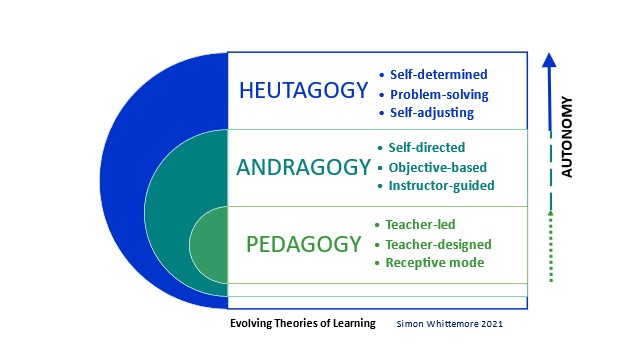 HEUTAGOGY
• Self-determined
• Problem-solving
• Self-adjusting
ANDRAGOGY
• Self-directed
• Objective-based
• Instructor-guided
PEDAGOGY
• Teacher-led
• Teacher-designed
• Receptive mode
AUTONOMY
Evolving Theories of Learning
Simon Whittemore 2021